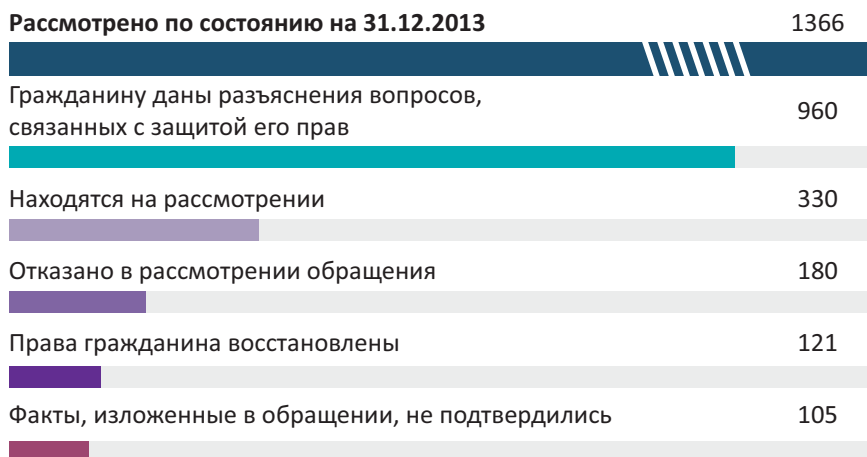 Рассмотрено по состоянию на 31.12.2013 1366
Гражданину даны разъяснения вопросов,
связанных с защитой его прав 960
Находятся на рассмотрении 330
Отказано в рассмотрении обращения 180
Права гражданина восстановлены 121
Факты, изложенные в обращении, не подтвердились 105